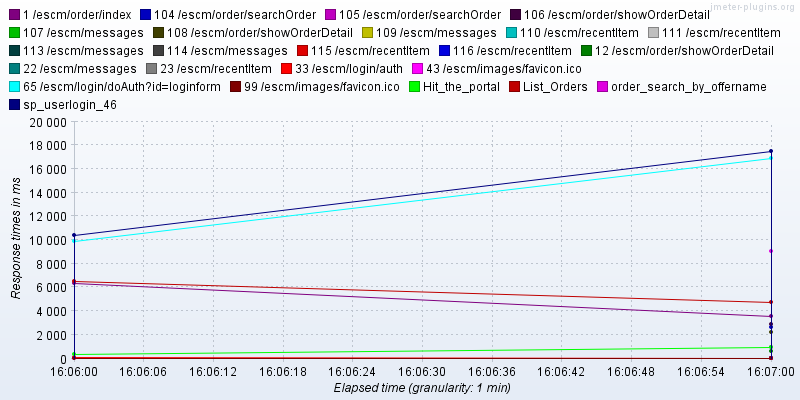 jmeter-plugins.org
1 /escm/order/index 104 /escm/order/searchOrder 105 /escm/order/searchOrder 106 /escm/order/showOrderDetail
107 /escm/messages 108 /escm/order/showOrderDetail 109 /escm/messages 110 /escm/recentItem 111 /escm/recentItem
113 /escm/messages 114 /escm/messages 115 /escm/recentItem 116 /escm/recentItem 12 /escm/order/showOrderDetail
22 /escm/messages 23 /escm/recentItem 33 /escm/login/auth 43 /escm/images/favicon.ico
65 /escm/login/doAuth?id=loginform 99 /escm/images/favicon.ico Hit_the_portal List_Orders order_search_by_offername
sp_userlogin_46
20 000
18 000
16 000
14 000
12 000
10 000
8 000
6 000
4 000
2 000
0
Response times in ms
16:06:00 16:06:06 16:06:12 16:06:18 16:06:24 16:06:30 16:06:36 16:06:42 16:06:48 16:06:54 16:07:00
Elapsed time (granularity: 1 min)